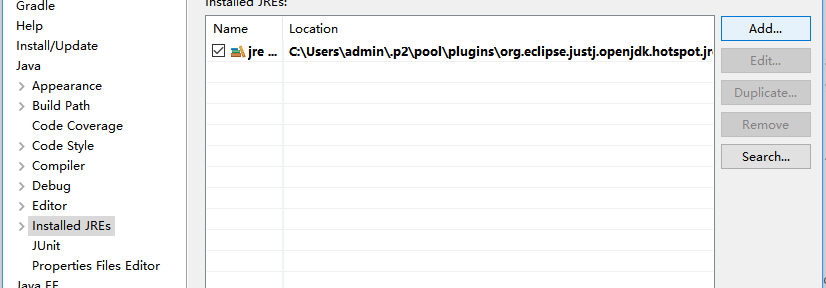 Gradle
Help
Install/Update
Java
Appearance
Build Path
Code Coverage
Code Style
Compiler
Debug
Editor
Installed JREs
JUnit
Properties Files Editor
Java EE
Installed JREs:
Name Location
jre ... C:\Users\admin\.p2\pool\plugins\org.eclipse.justj.openjdk.hotspot.jr
Add...
Edit...
Duplicate...
Remove
Search...